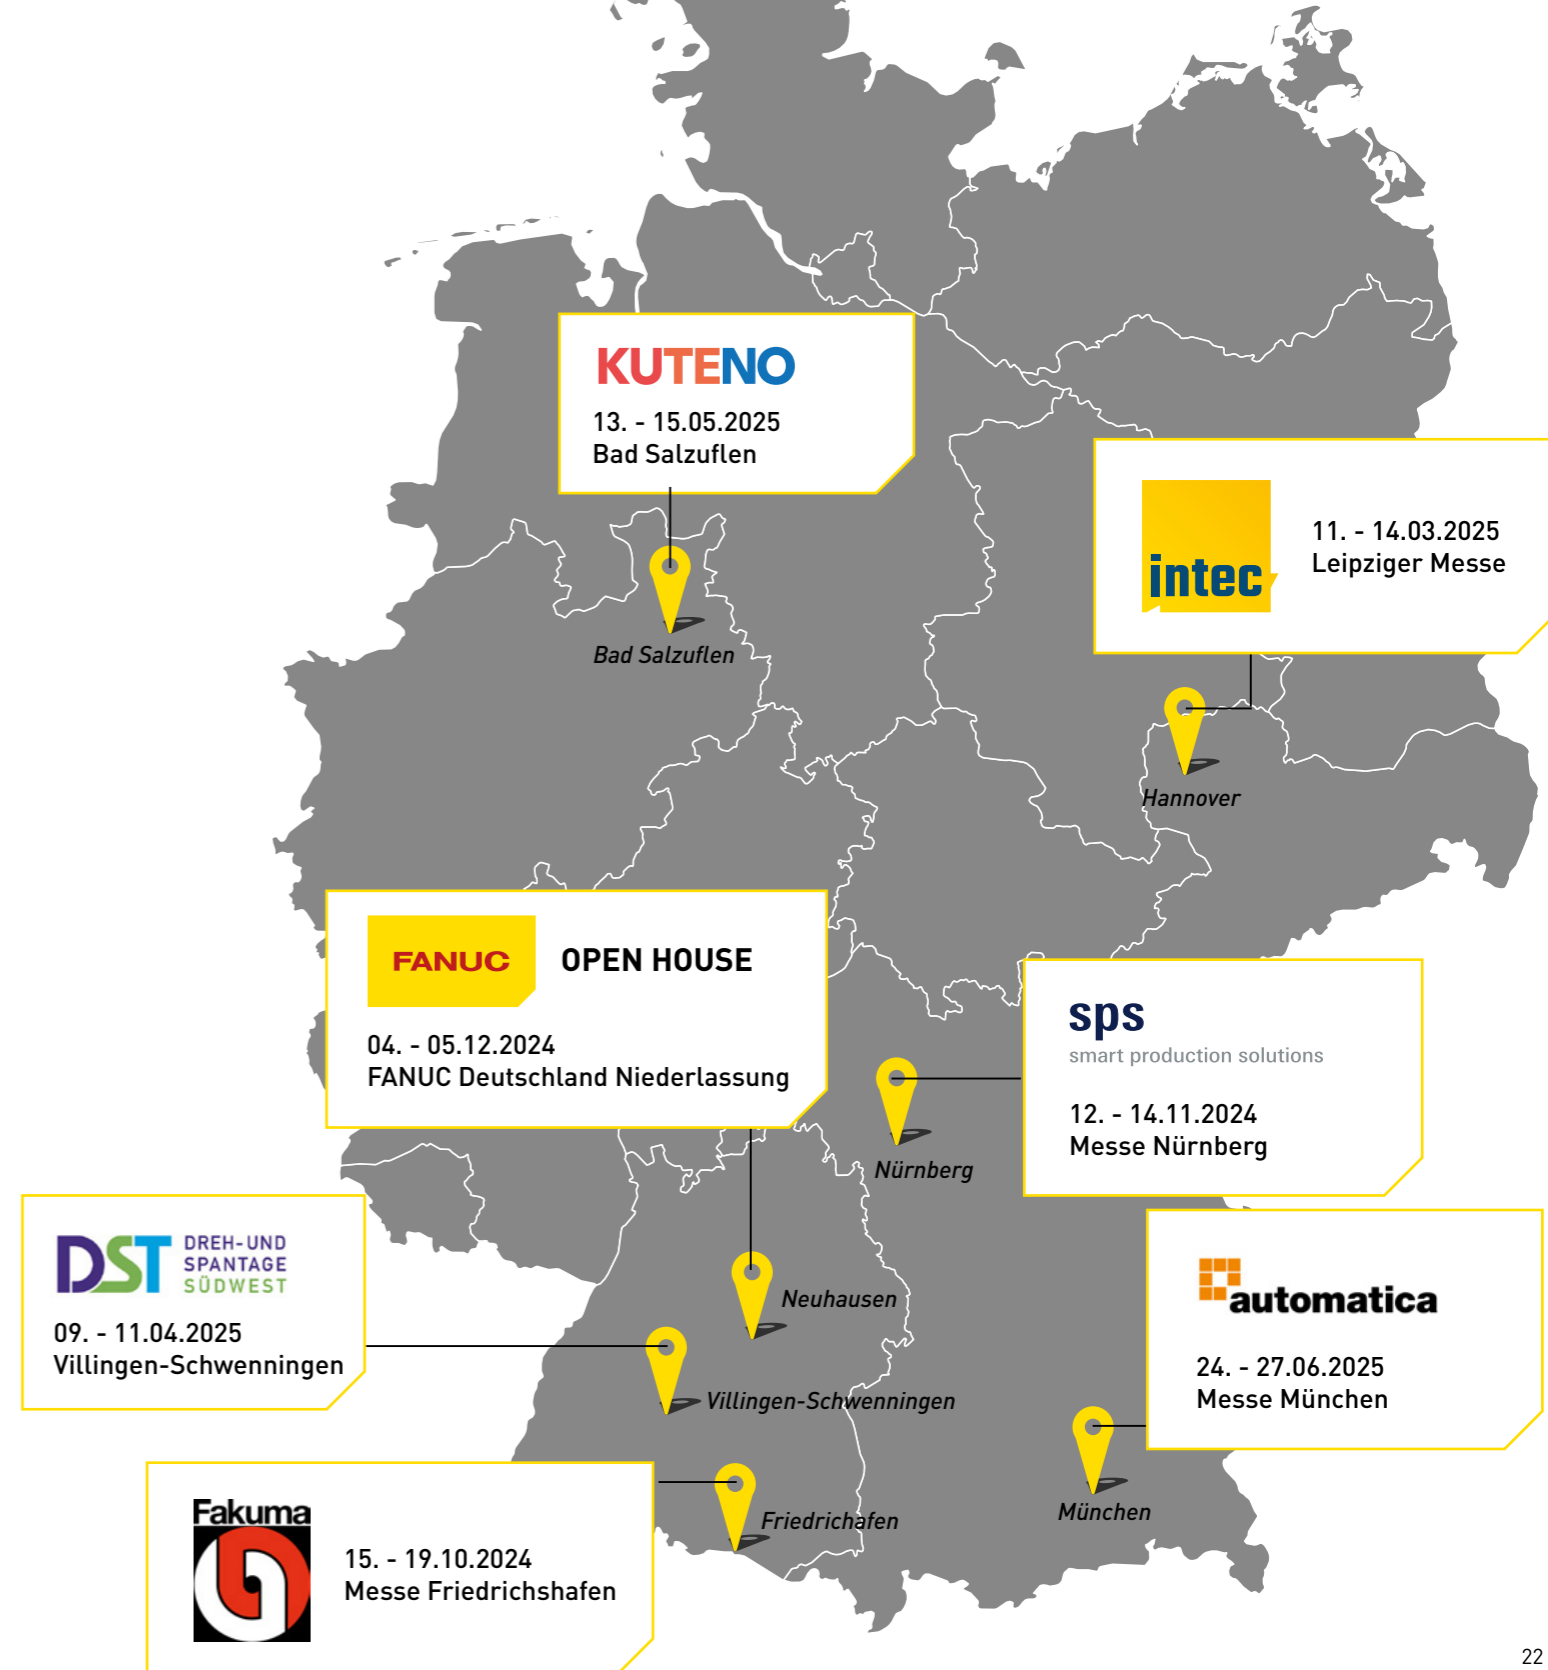 KUTENO
13. - 15.05.2025
Bad Salzuflen
intec
11. - 14.03.2025
Leipziger Messe
Bad Salzuflen
Hannover
FANUC
OPEN HOUSE
04. - 05.12.2024
FANUC Deutschland Niederlassung
sps
smart production solutions
12. - 14.11.2024
Messe Nürnberg
Nürnberg
DST
DREH- UND
SPANTAGE
SÜDWEST
09. - 11.04.2025
Villingen-Schwenningen
Neuhausen
automatica
24. - 27.06.2025
Messe München
Villingen-Schwenningen
München
Fakuma
15. - 19.10.2024
Messe Friedrichshafen
Friedrichafen
22